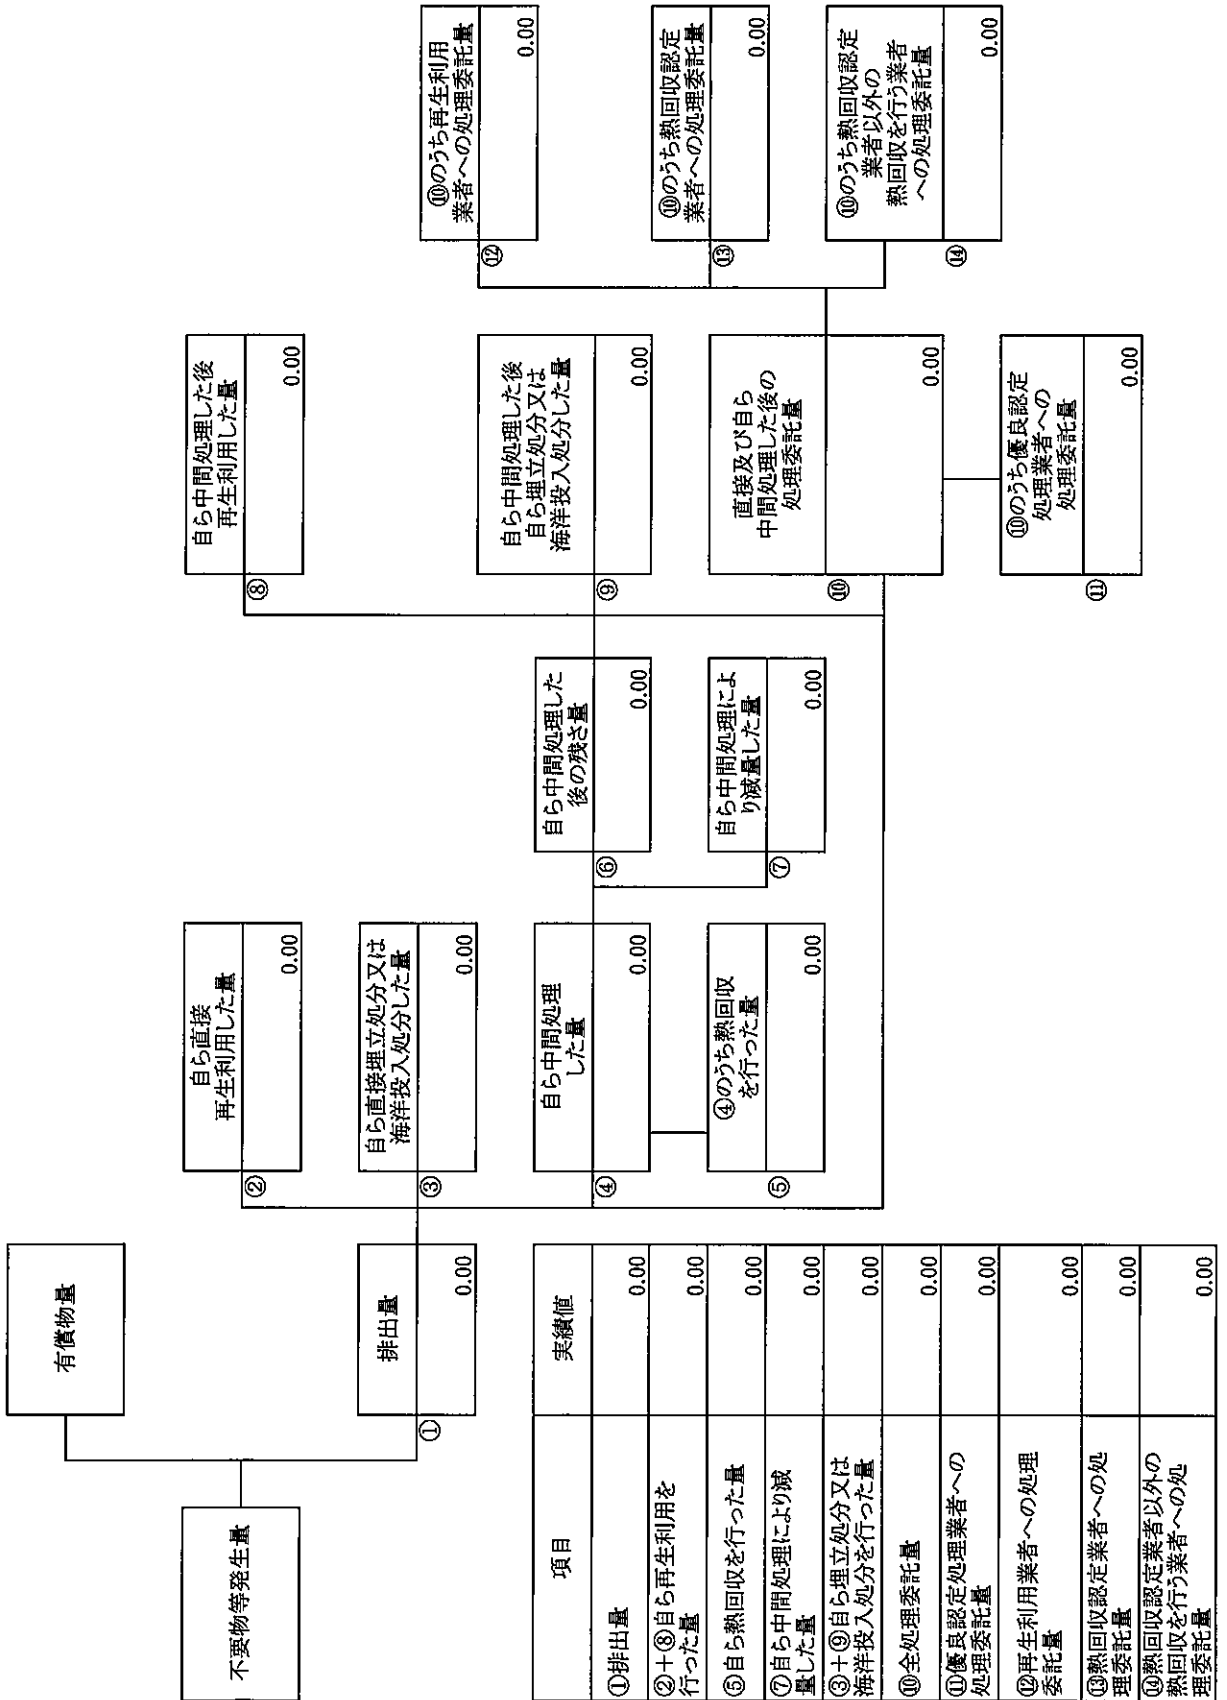 不要物等発生量
有償物量
排出量
①
0.00
自ら直接
再生利用した量
②
0.00
自ら直接埋立処分又は
海洋投入処分した量
③
0.00
自ら中間処理
した量
④
0.00
④のうち熱回収
を行った量
⑤
0.00
自ら中間処理した
後の残さ量
⑥
0.00
自ら中間処理によ
り減量した量
⑦
0.00
自ら中間処理した後
再生利用した量
⑧
0.00
自ら中間処理した後
自ら埋立処分又は
海洋投入処分した量
⑨
0.00
直接及び自ら
中間処理した後の
処理委託量
⑩
0.00
⑩のうち優良認定
処理業者への
処理委託量
⑪
0.00
⑩のうち再生利用
業者への処理委託量
⑫
0.00
⑩のうち熱回収認定
業者への処理委託量
⑬
0.00
⑩のうち熱回収認定
業者以外の
熱回収を行う業者
への処理委託量
⑭
0.00
項目 実績値
①排出量 0.00
②＋⑧自ら再生利用を
行った量 0.00
⑤自ら熱回収を行った量 0.00
⑦自ら中間処理により減
量した量 0.00
③＋⑨自ら埋立処分又は
海洋投入処分を行った量 0.00
⑩全処理委託量 0.00
⑪優良認定処理業者への
処理委託量 0.00
⑫再生利用業者への処理
委託量 0.00
⑬熱回収認定業者への処
理委託量 0.00
⑭熱回収認定業者以外の
熱回収を行う業者への処
理委託量 0.00